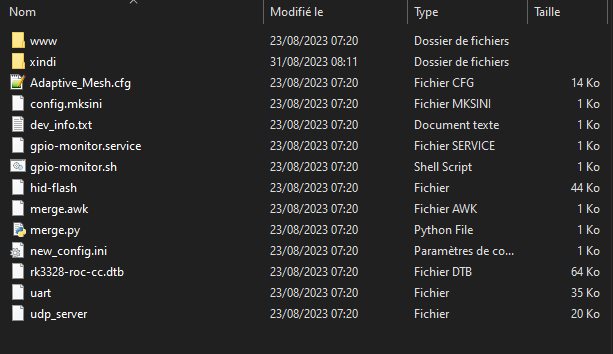 Nom Modifié le Type Taille
www 23/08/2023 07:20 Dossier de fichiers
xindi 31/08/2023 08:11 Dossier de fichiers
Adaptive_Mesh.cfg 23/08/2023 07:20 Fichier CFG 14 Ko
config.mksini 23/08/2023 07:20 Fichier MKSINI 1 Ko
dev_info.txt 23/08/2023 07:20 Document texte 1 Ko
gpio-monitor.service 23/08/2023 07:20 Fichier SERVICE 1 Ko
gpio-monitor.sh 23/08/2023 07:20 Shell Script 1 Ko
hid-flash 23/08/2023 07:20 Fichier 44 Ko
merge.awk 23/08/2023 07:20 Fichier AWK 1 Ko
merge.py 23/08/2023 07:20 Python File 1 Ko
new_config.ini 23/08/2023 07:20 Paramètres de co... 1 Ko
rk3328-roc-cc.dtb 23/08/2023 07:20 Fichier DTB 64 Ko
uart 23/08/2023 07:20 Fichier 35 Ko
udp_server 23/08/2023 07:20 Fichier 20 Ko